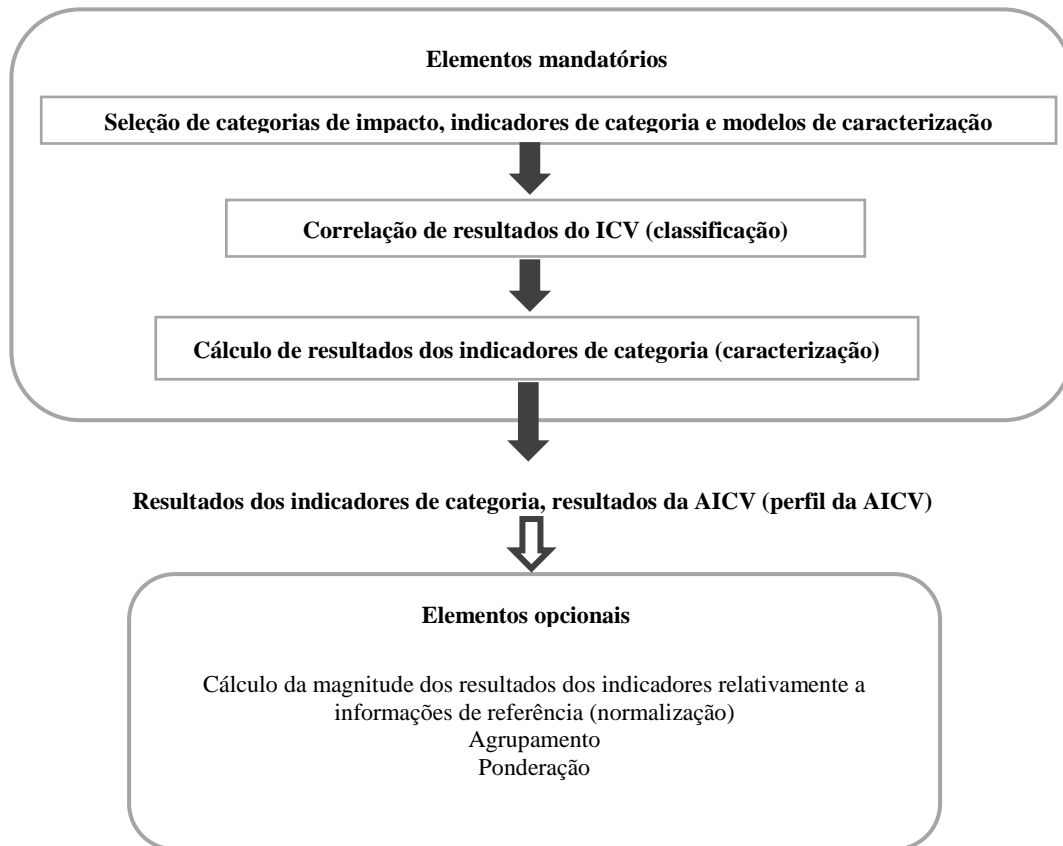 Elementos mandatórios
Seleção de categorias de impacto, indicadores de categoria e modelos de caracterização
Correlação de resultados do ICV (classificação)
Cálculo de resultados dos indicadores de categoria (caracterização)
Resultados dos indicadores de categoria, resultados da AICV (perfil da AICV)
Elementos opcionais
Cálculo da magnitude dos resultados dos indicadores relativamente a
informações de referência (normalização)
Agrupamento
Ponderação